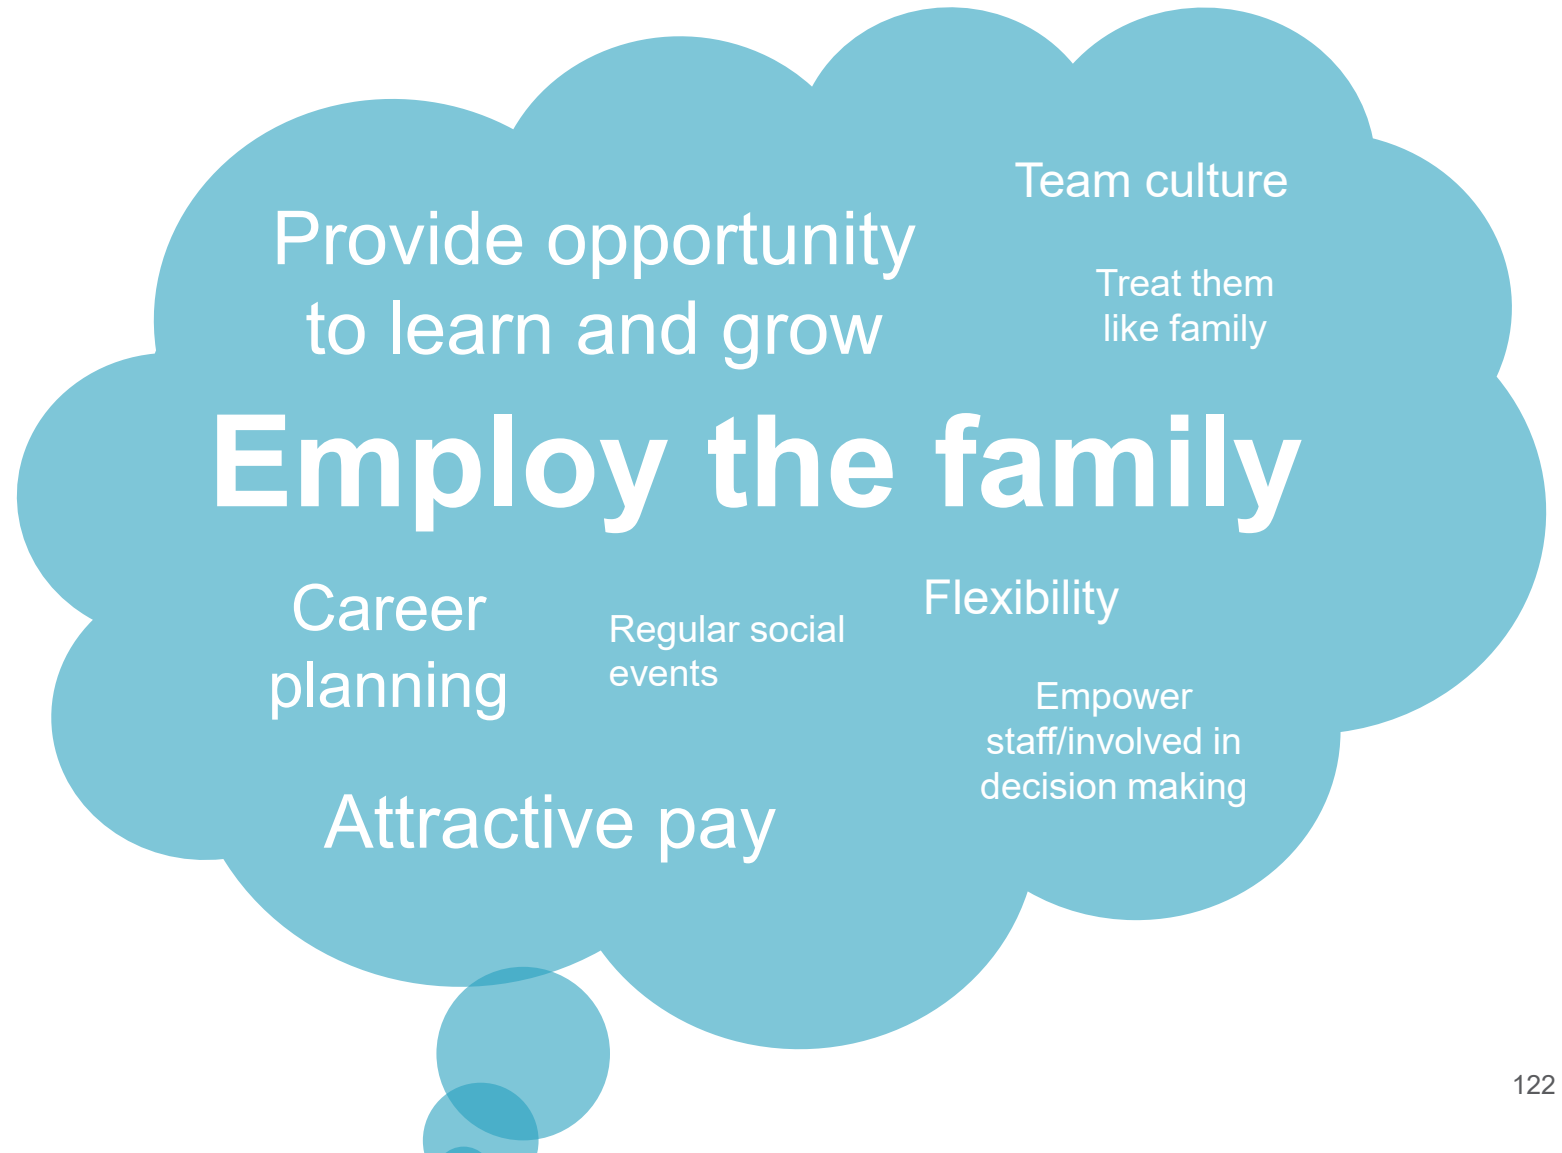 Team culture
Provide opportunity
to learn and grow
Treat them
like family
Employ the family
Career
planning
Regular social
events
Flexibility
Empower
staff/involved in
decision making
Attractive pay
122